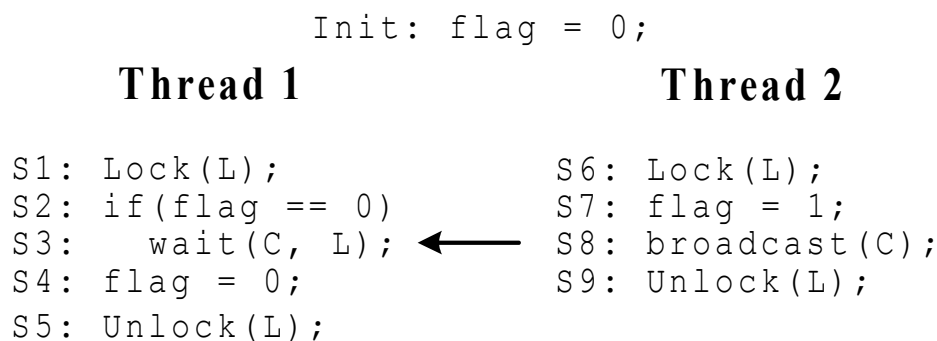 Init: flag = 0;
Thread 1
S1: Lock(L);
S2: if(flag == 0)
S3: wait(C, L);
S4: flag = 0;
S5: Unlock(L);
Thread 2
S6: Lock(L);
S7: flag = 1;
S8: broadcast(C);
S9: Unlock(L);